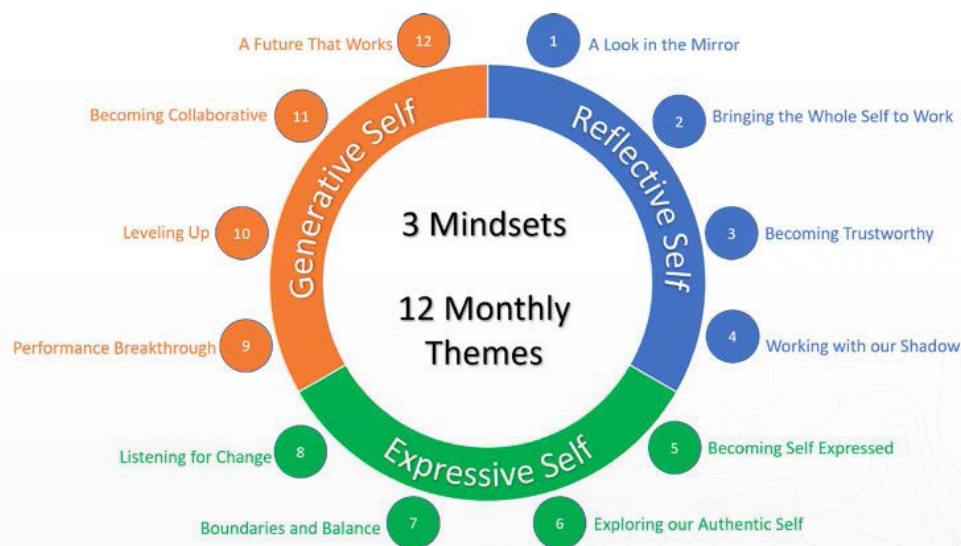 12
A Future That Works
1
A Look in the Mirror
11
Becoming Collaborative
2
Bringing the Whole Self to Work
Generative Self
Reflective Self
3 Mindsets
10
Leveling Up
3
Becoming Trustworthy
12 Monthly
Themes
9
Performance Breakthrough
4
Working with our Shadow
8
Listening for Change
Expressive Self
5
Becoming Self Expressed
7
Boundaries and Balance
6
Exploring our Authentic Self